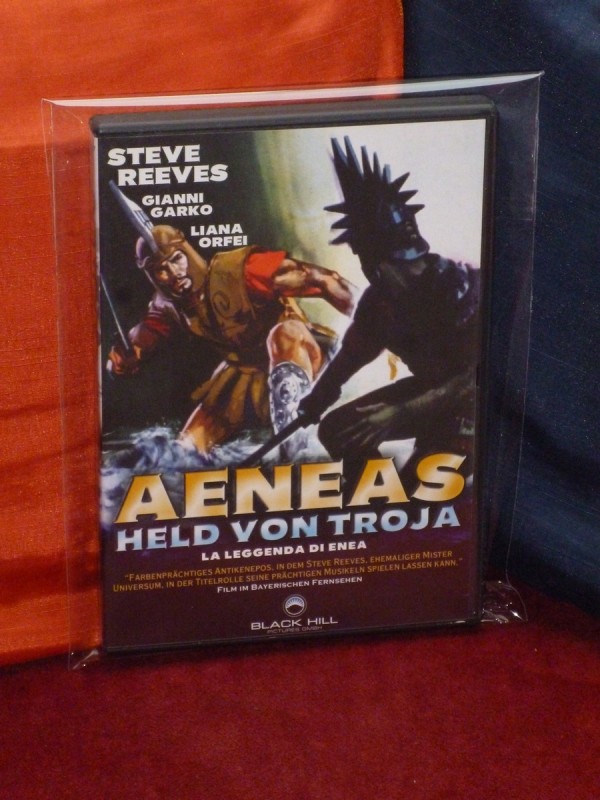 STEVE
REEVES
GIANNI
GARKO
LIANA
ORFEI
AENEAS
HELD VON TROJA
LA LEGGENDA DI ENEA
"FARBENPRÄCHTIGES ANTIKENEPOS, IN DEM STEVE REEVES, EHEMALIGER MISTER
UNIVERSUM, IN DER TITELROLLE SEINE PRÄCHTIGEN MUSKELN SPIELEN LASSEN KANN."
FILM IM BAYERISCHEN FERNSEHEN
BLACK HILL
PICTURES GMBH